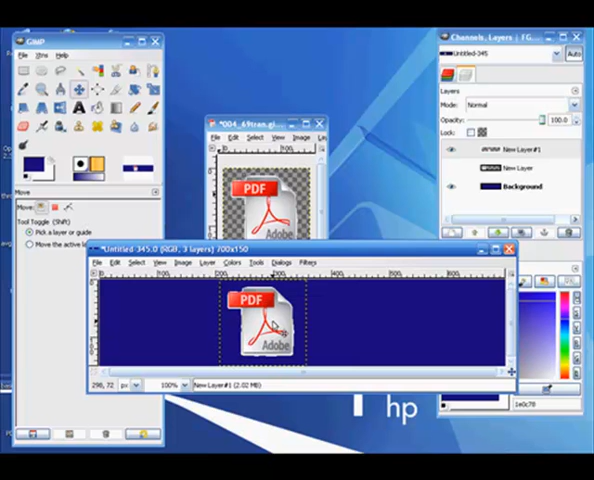 GIMP
File Xtns Help
Move
Move:
Tool Toggle (Shift)
Pick a layer or guide
Move the active la
*004_69tran.gi...
File Edit Select View Image
PDF
Adobe
*Untitled-345.0 (RGB, 3 layers) 700x150
File Edit Select View Image Layer Colors Tools Dialogs Filters
PDF
Adobe
298, 72 px 100% New Layer#1 (2.02 MB)
Channels, Layers | FG...
Untitled-345 Auto
Layers
Mode: Normal
Opacity: 100.0
Lock:
New Layer#1
New Layer
Background
1e0c78
hp